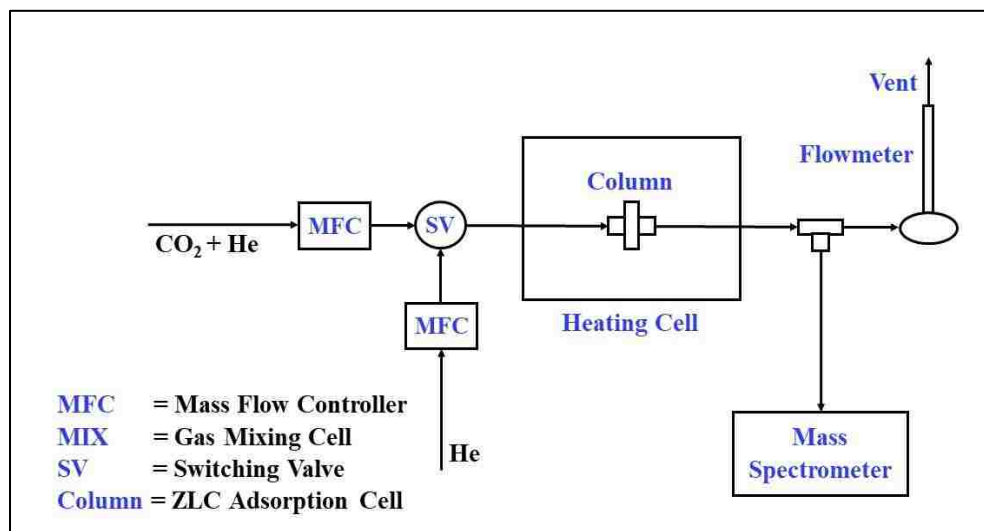 Vent
Flowmeter
Column
MFC
SV
CO₂ + He
MFC
Heating Cell
He
Mass
Spectrometer
MFC = Mass Flow Controller
MIX = Gas Mixing Cell
SV = Switching Valve
Column = ZLC Adsorption Cell